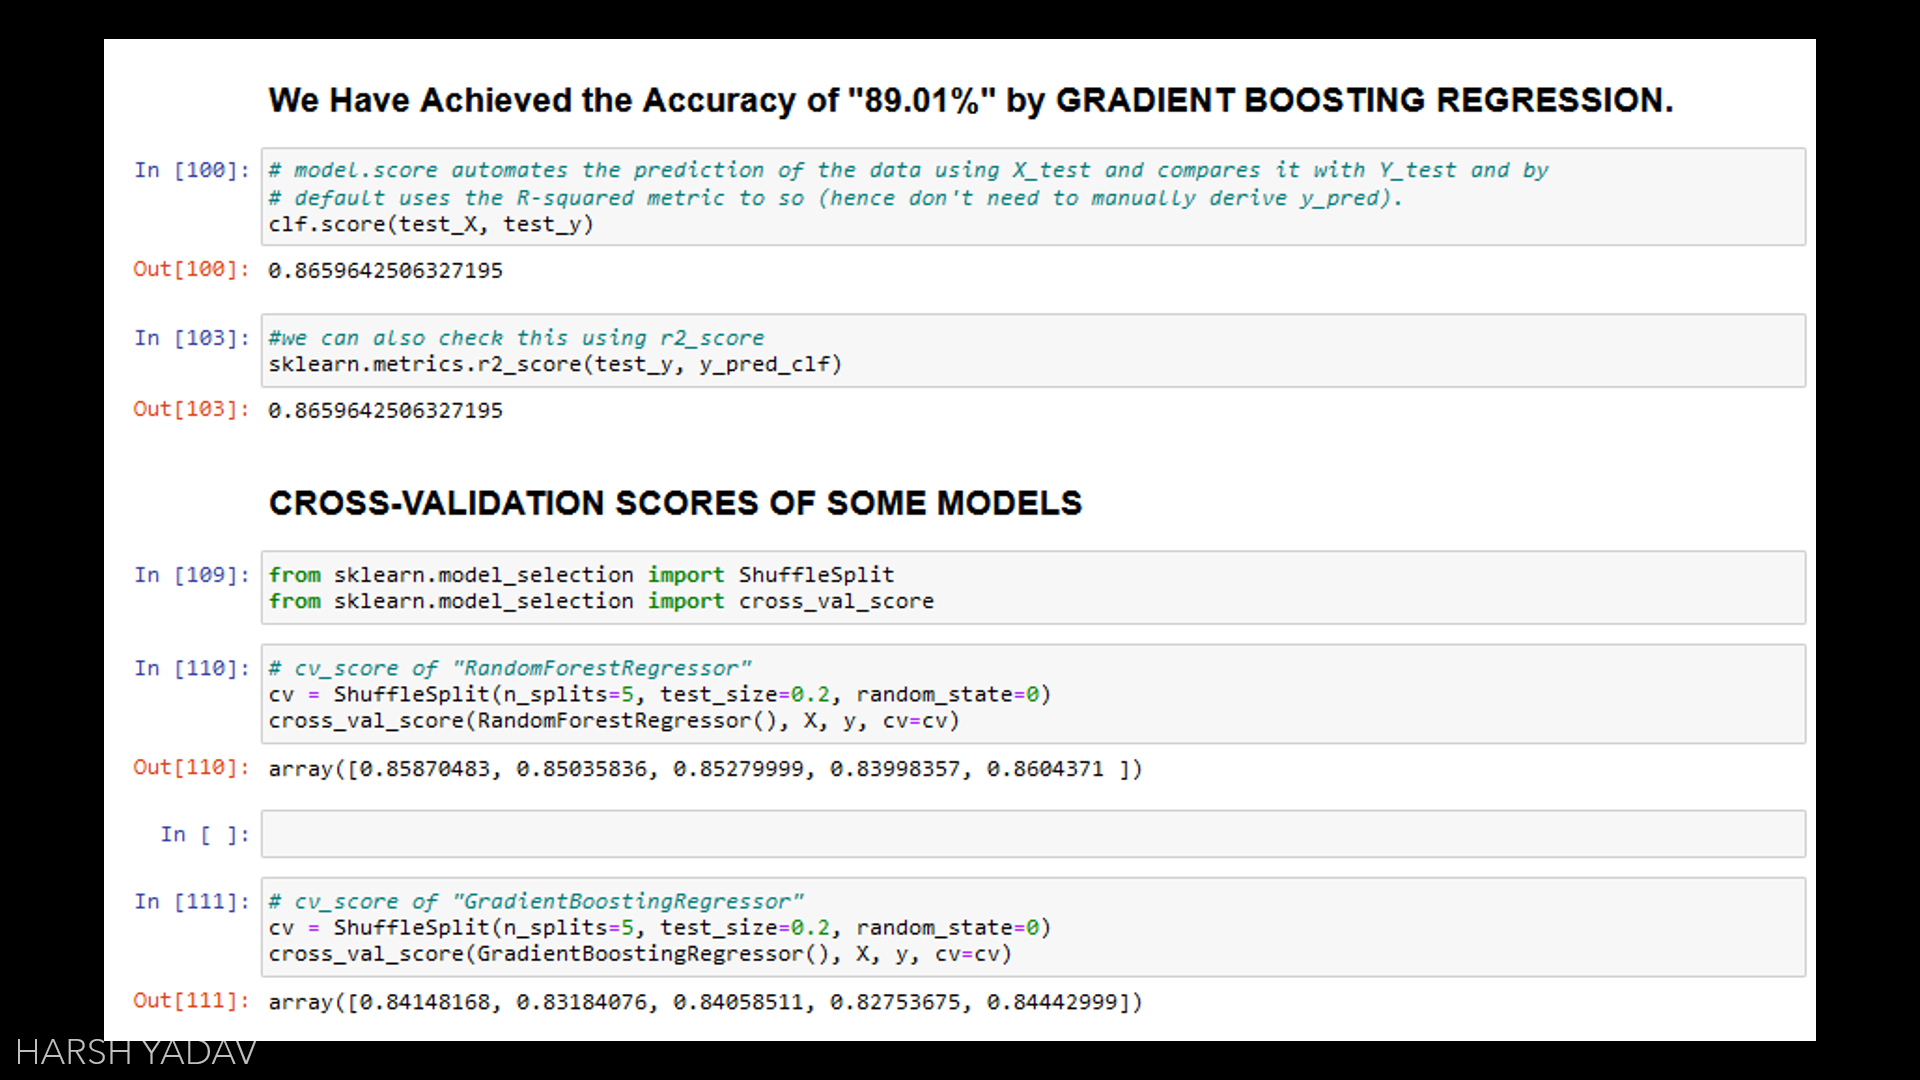 We Have Achieved the Accuracy of "89.01%" by GRADIENT BOOSTING REGRESSION.
In [100]: # model.score automates the prediction of the data using X_test and compares it with Y_test and by
# default uses the R-squared metric to so (hence don't need to manually derive y_pred).
clf.score(test_X, test_y)
Out[100]: 0.8659642506327195
In [103]: #we can also check this using r2_score
sklearn.metrics.r2_score(test_y, y_pred_clf)
Out[103]: 0.8659642506327195
CROSS-VALIDATION SCORES OF SOME MODELS
In [109]: from sklearn.model_selection import ShuffleSplit
from sklearn.model_selection import cross_val_score
In [110]: # cv_score of "RandomForestRegressor"
cv = ShuffleSplit(n_splits=5, test_size=0.2, random_state=0)
cross_val_score(RandomForestRegressor(), X, y, cv=cv)
Out[110]: array([0.85870483, 0.85035836, 0.85279999, 0.83998357, 0.8604371 ])
In [ ]:
In [111]: # cv_score of "GradientBoostingRegressor"
cv = ShuffleSplit(n_splits=5, test_size=0.2, random_state=0)
cross_val_score(GradientBoostingRegressor(), X, y, cv=cv)
Out[111]: array([0.84148168, 0.83184076, 0.84058511, 0.82753675, 0.84442999])
HARSH YADAV